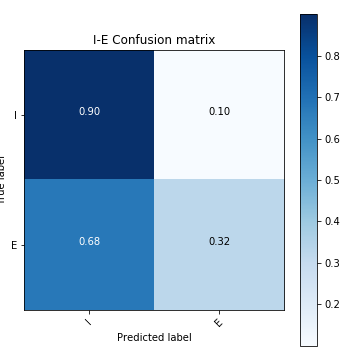 I-E Confusion matrix
I
0.90
0.10
E
0.68
0.32
I
E
Predicted label
0.8
0.7
0.6
0.5
0.4
0.3
0.2
True label